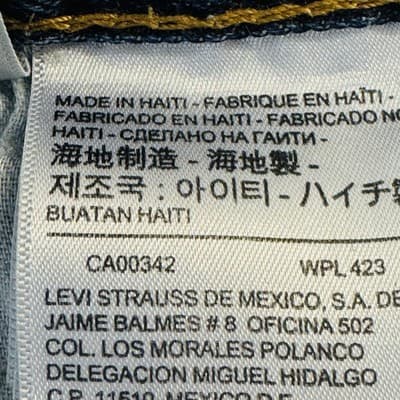 MADE IN HAITI - FABRIQUE EN HAÏTI -
FABRICADO EN HAITI - FABRICADO NO
HAITI - СДЕЛАНО НА ГАИТИ -
海地制造 - 海地製 -
제조국 : 아이티 - ハイチ製
BUATAN HAITI
CA00342 WPL 423
LEVI STRAUSS DE MEXICO, S.A. DE
JAIME BALMES # 8 OFICINA 502
COL. LOS MORALES POLANCO
DELEGACION MIGUEL HIDALGO
C.P. 11510, MEXICO D.F.